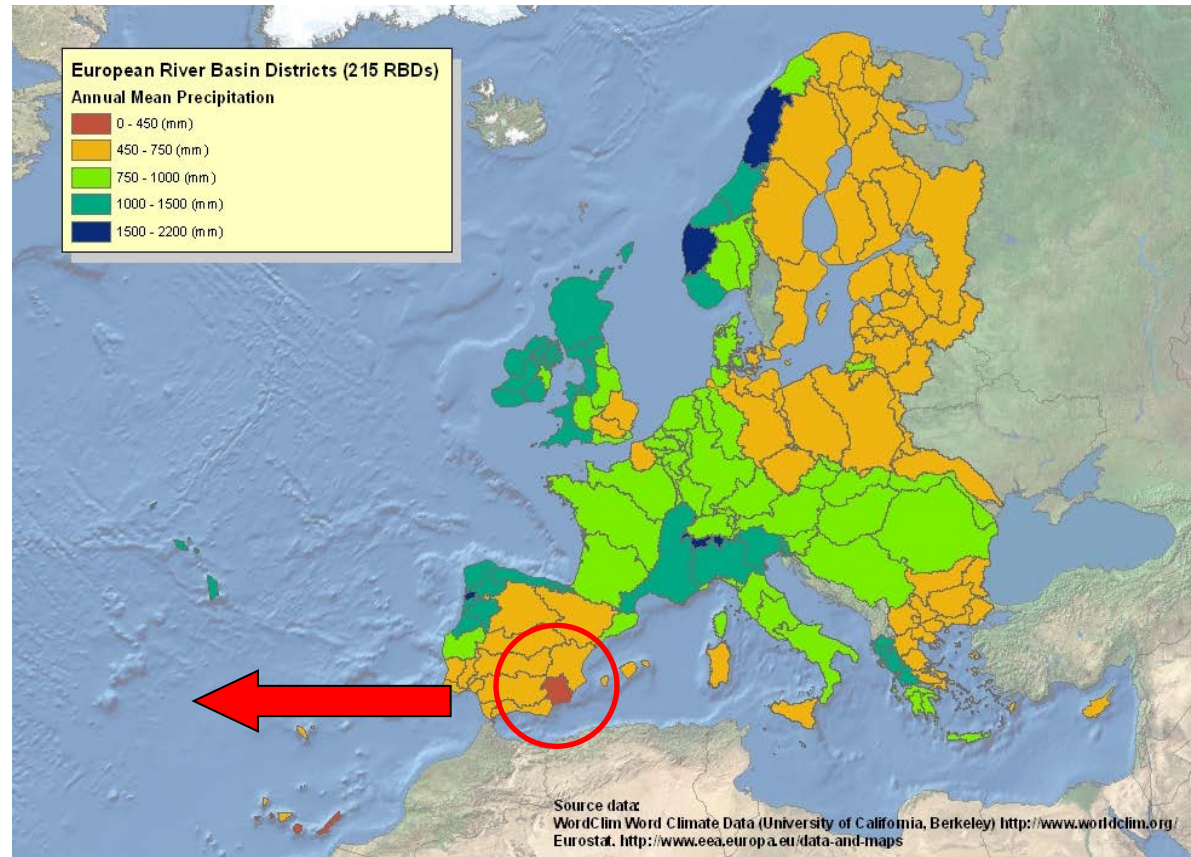 European River Basin Districts (215 RBDs)
Annual Mean Precipitation
0 - 450 (mm)
450 - 750 (mm)
750 - 1000 (mm)
1000 - 1500 (mm)
1500 - 2200 (mm)
Source data:
WordClim Word Climate Data (University of California, Berkeley) http://www.worldclim.org/
Eurostat. http://www.eea.europa.eu/data-and-maps